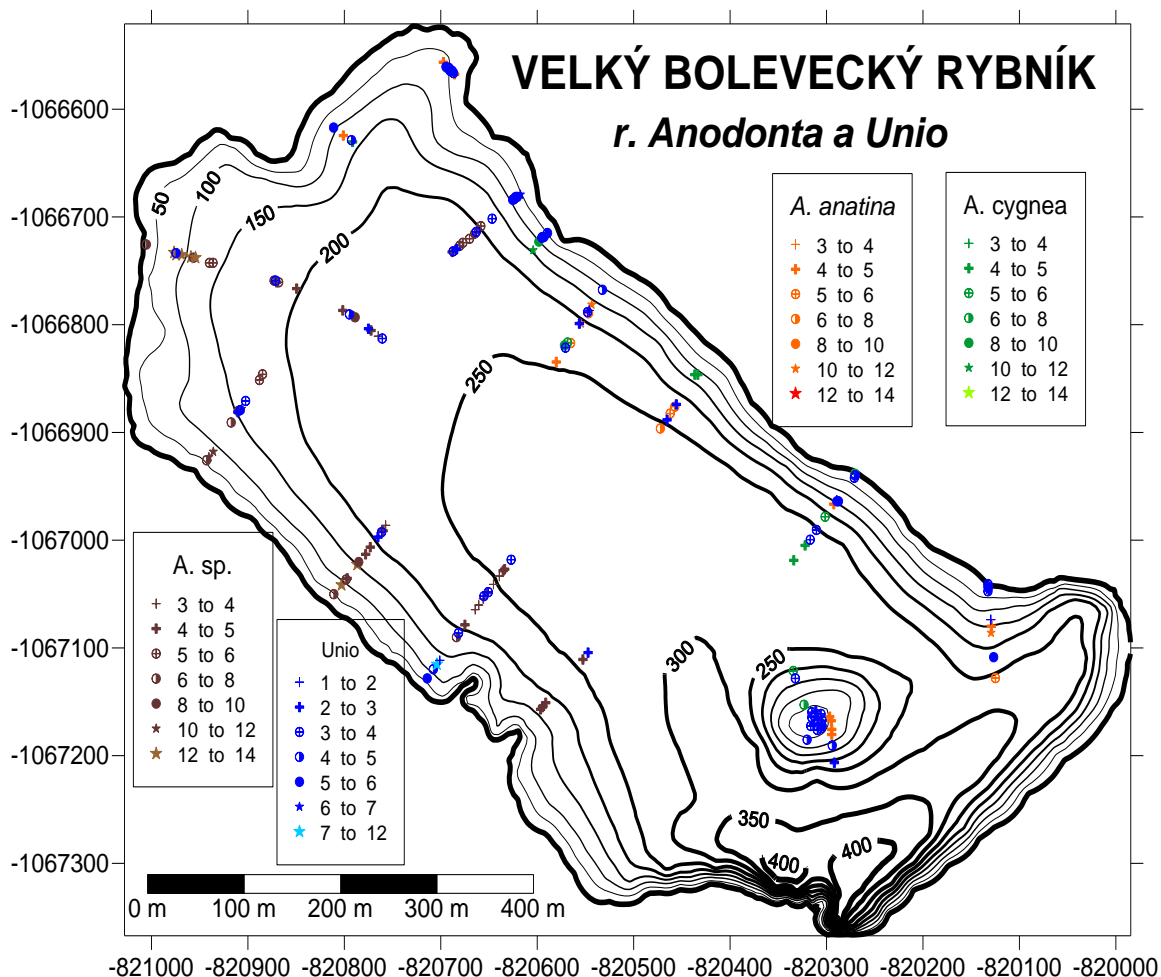 VELKÝ BOLEVECKÝ RYBNÍK
r. Anodonta a Unio
-1066600
-1066700
-1066800
-1066900
-1067000
-1067100
-1067200
-1067300
50
100
150
200
250
300
250
350
400
400
A. anatina
3 to 4
4 to 5
5 to 6
6 to 8
8 to 10
10 to 12
12 to 14
A. cygnea
3 to 4
4 to 5
5 to 6
6 to 8
8 to 10
10 to 12
12 to 14
A. sp.
3 to 4
4 to 5
5 to 6
6 to 8
8 to 10
10 to 12
12 to 14
Unio
1 to 2
2 to 3
3 to 4
4 to 5
5 to 6
6 to 7
7 to 12
0 m 100 m 200 m 300 m 400 m
-821000 -820900 -820800 -820700 -820600 -820500 -820400 -820300 -820200 -820100 -820000